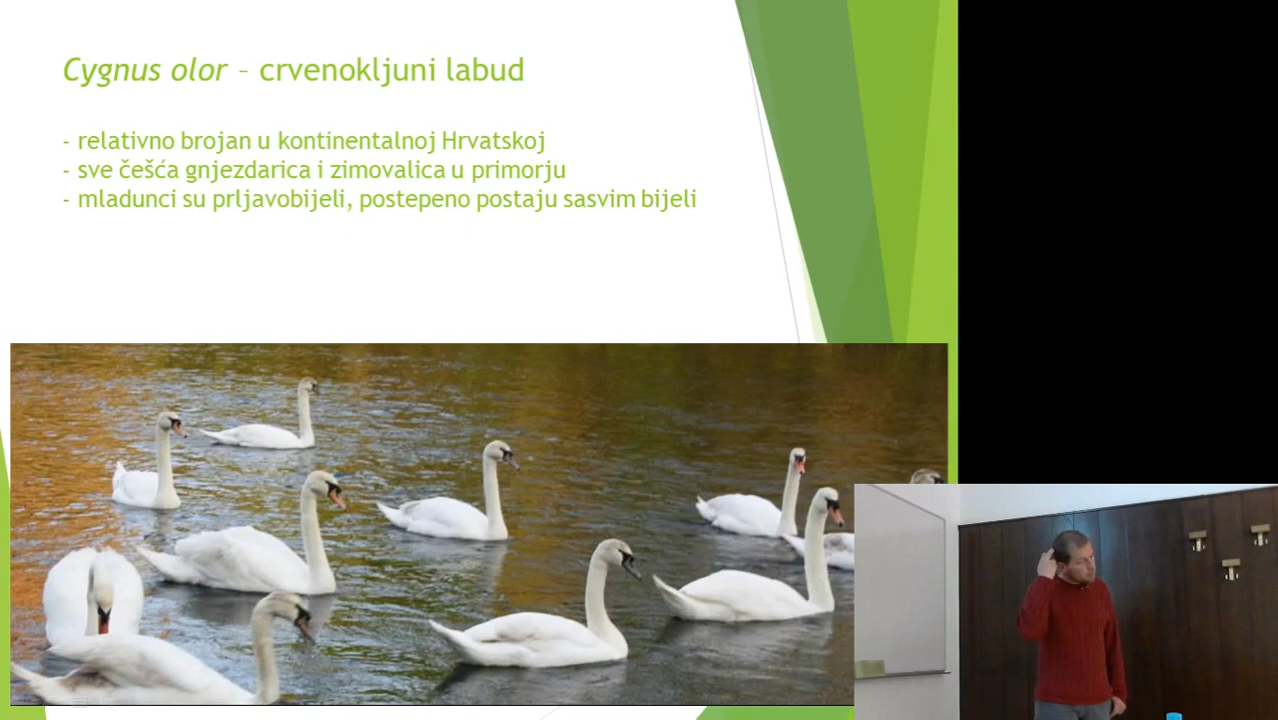 Cygnus olor – crvenokljuni labud
- relativno brojan u kontinentalnoj Hrvatskoj
- sve češća gnjezdarica i zimovalica u primorju
- mladunci su prljavobijeli, postepeno postaju sasvim bijeli